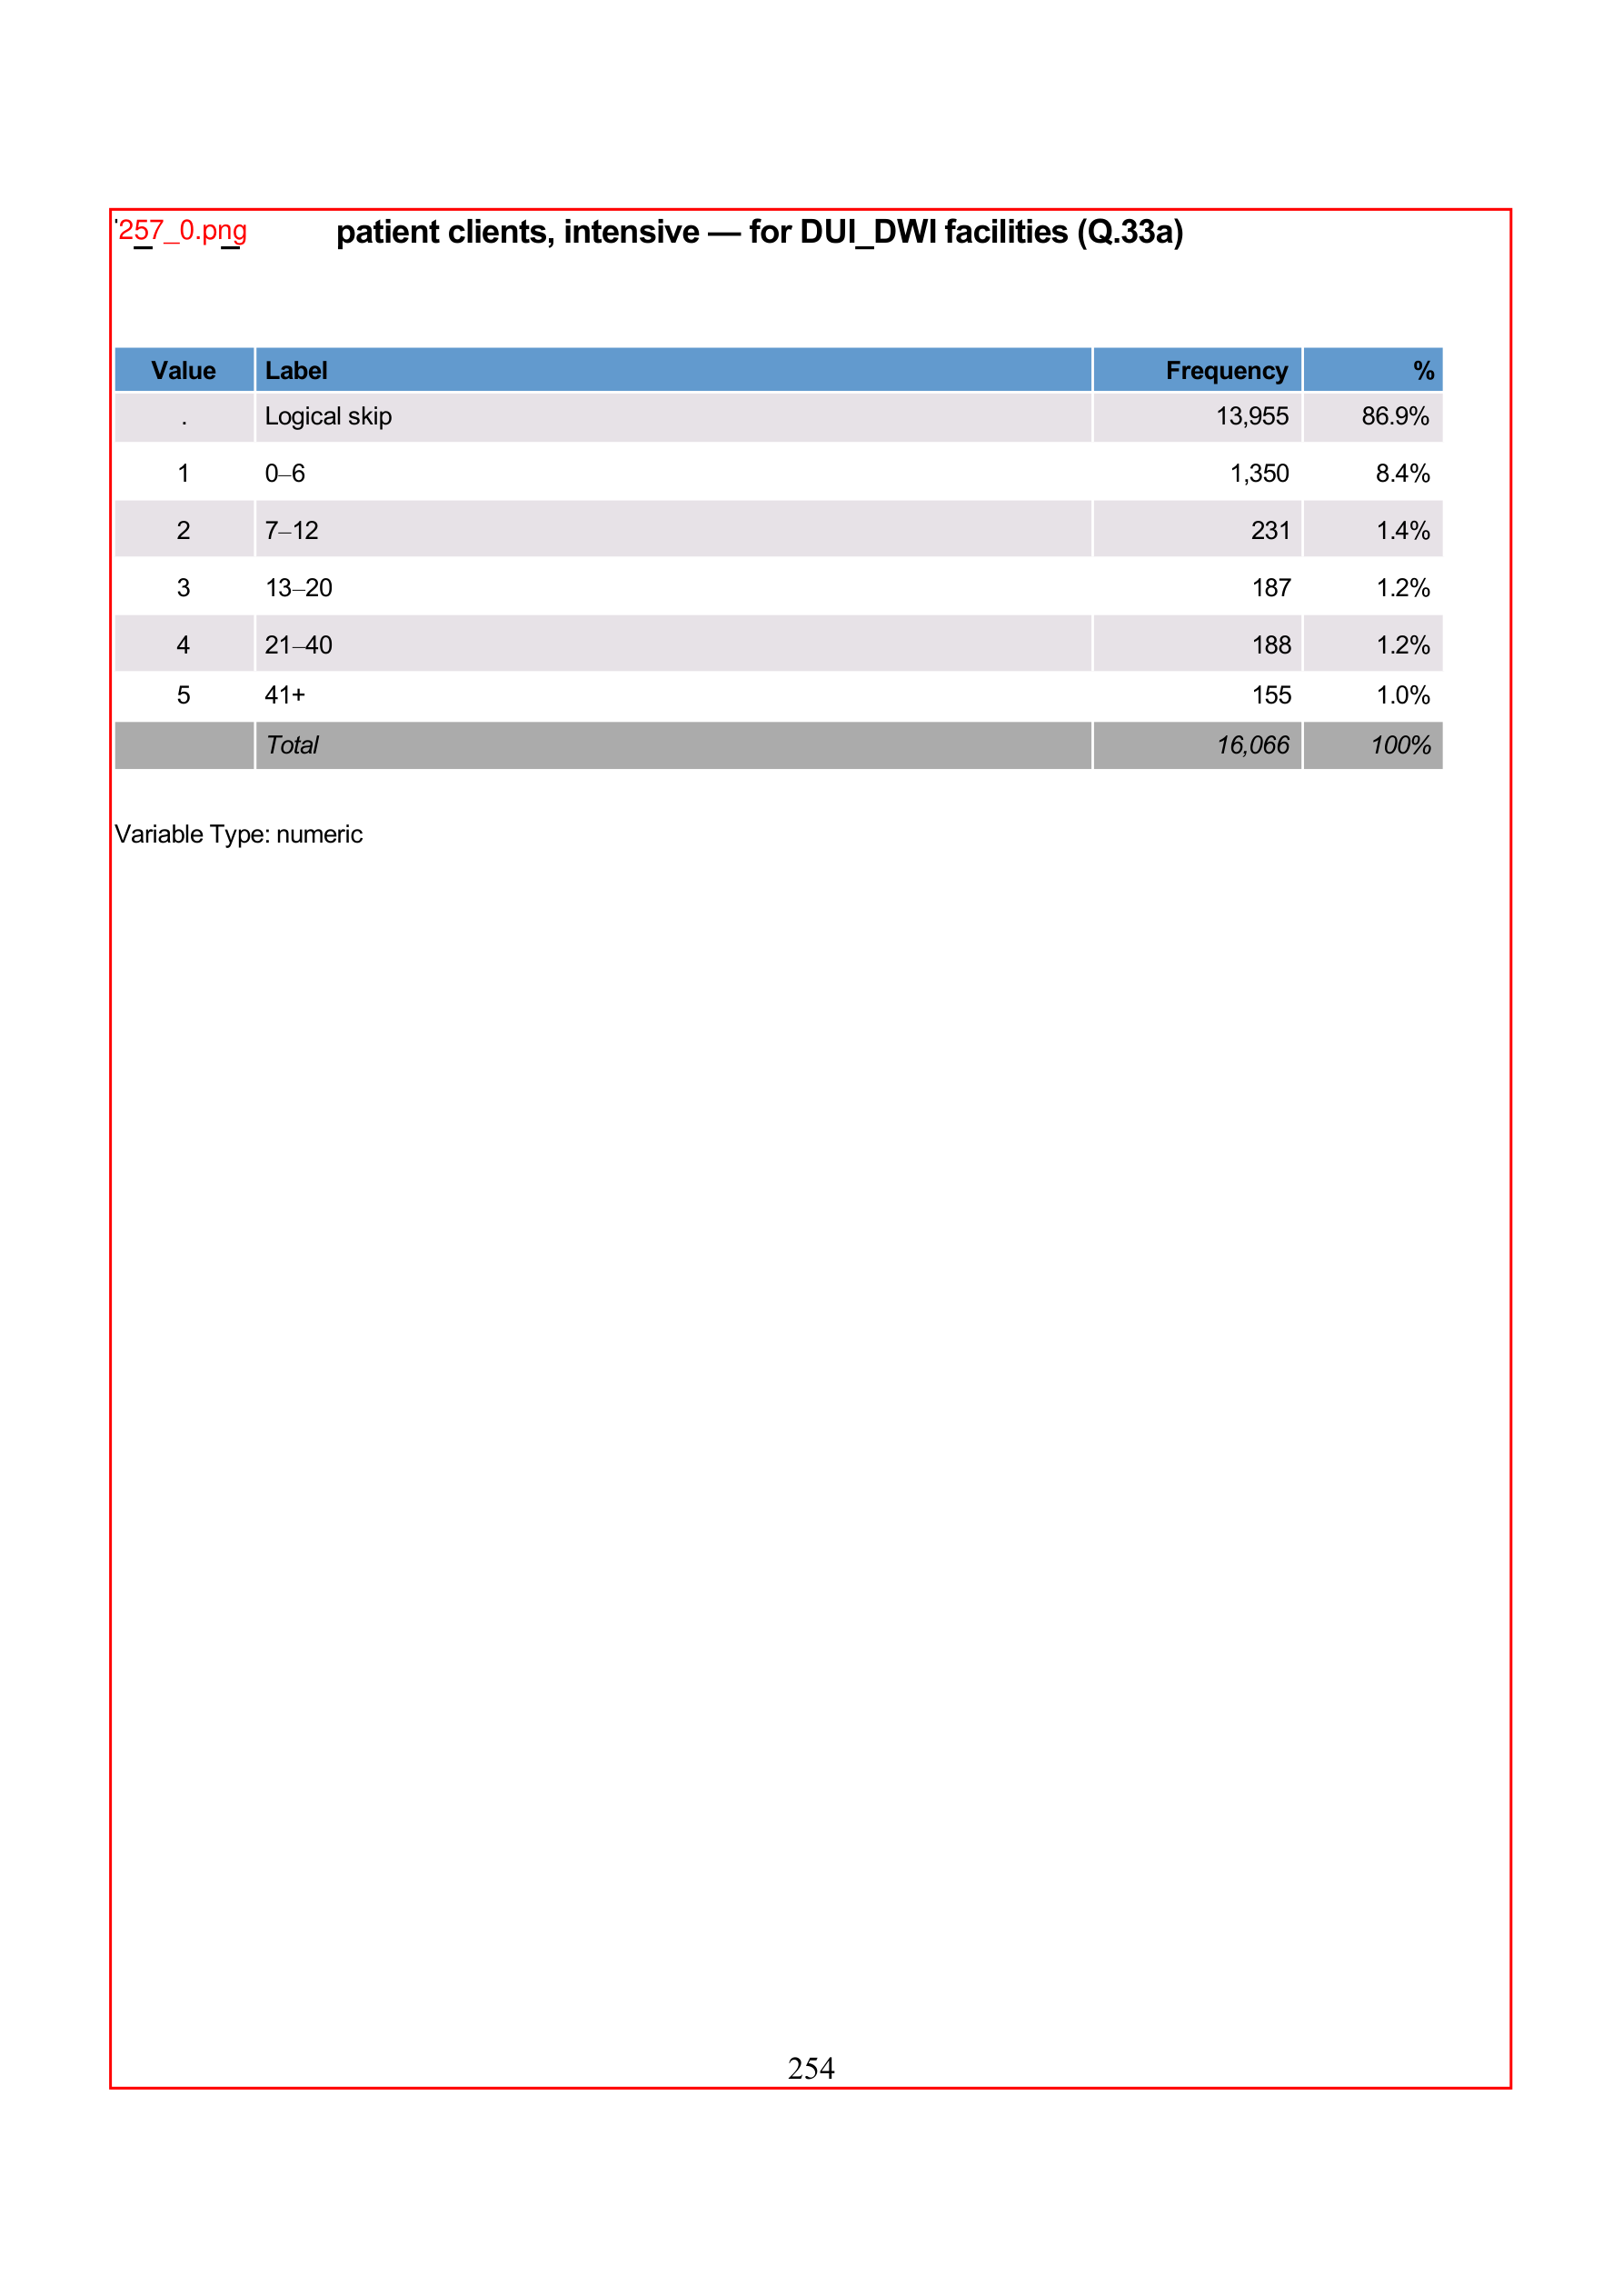 257_0.png patient clients, intensive — for DUI_DWI facilities (Q.33a)
Value Label Frequency %
. Logical skip 13,955 86.9%
1 0–6 1,350 8.4%
2 7–12 231 1.4%
3 13–20 187 1.2%
4 21–40 188 1.2%
5 41+ 155 1.0%
Total 16,066 100%
Variable Type: numeric
254